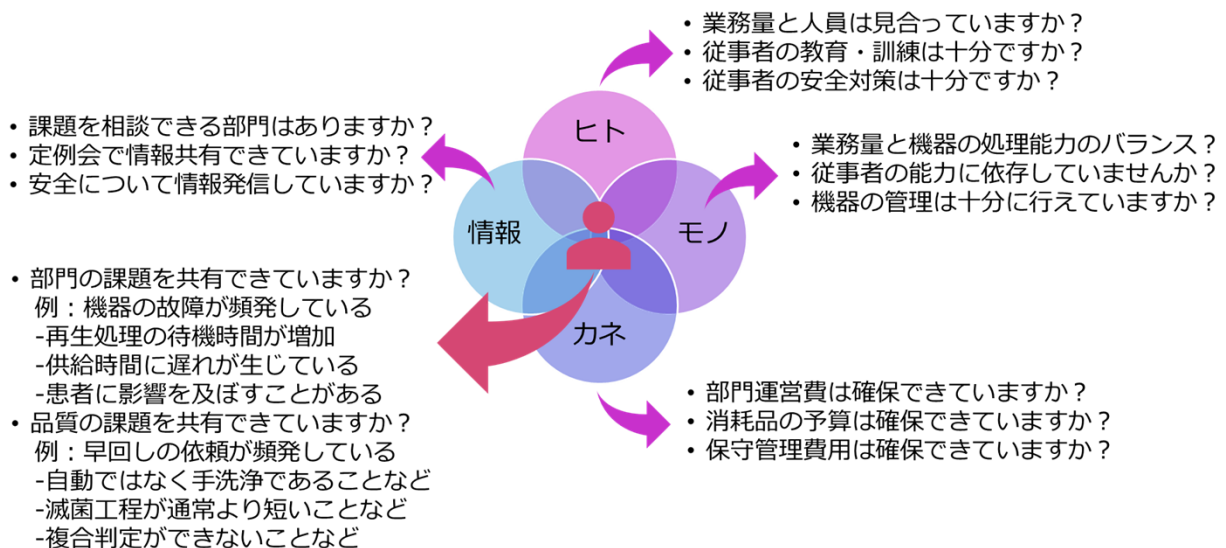 • 業務量と人員は見合っていますか？
• 従事者の教育・訓練は十分ですか？
• 従事者の安全対策は十分ですか？
ヒト
• 課題を相談できる部門はありますか？
• 定例会で情報共有できていますか？
• 安全について情報発信していますか？
• 業務量と機器の処理能力のバランス？
• 従事者の能力に依存していませんか？
• 機器の管理は十分に行えていますか？
情報
モノ
カネ
• 部門の課題を共有できていますか？
例：機器の故障が頻発している
-再生処理の待機時間が増加
-供給時間に遅れが生じている
-患者に影響を及ぼすことがある
• 品質の課題を共有できていますか？
例：早回しの依頼が頻発している
-自動ではなく手洗浄であることなど
-滅菌工程が通常より短いことなど
-複合判定ができないことなど
• 部門運営費は確保できていますか？
• 消耗品の予算は確保できていますか？
• 保守管理費用は確保できていますか？